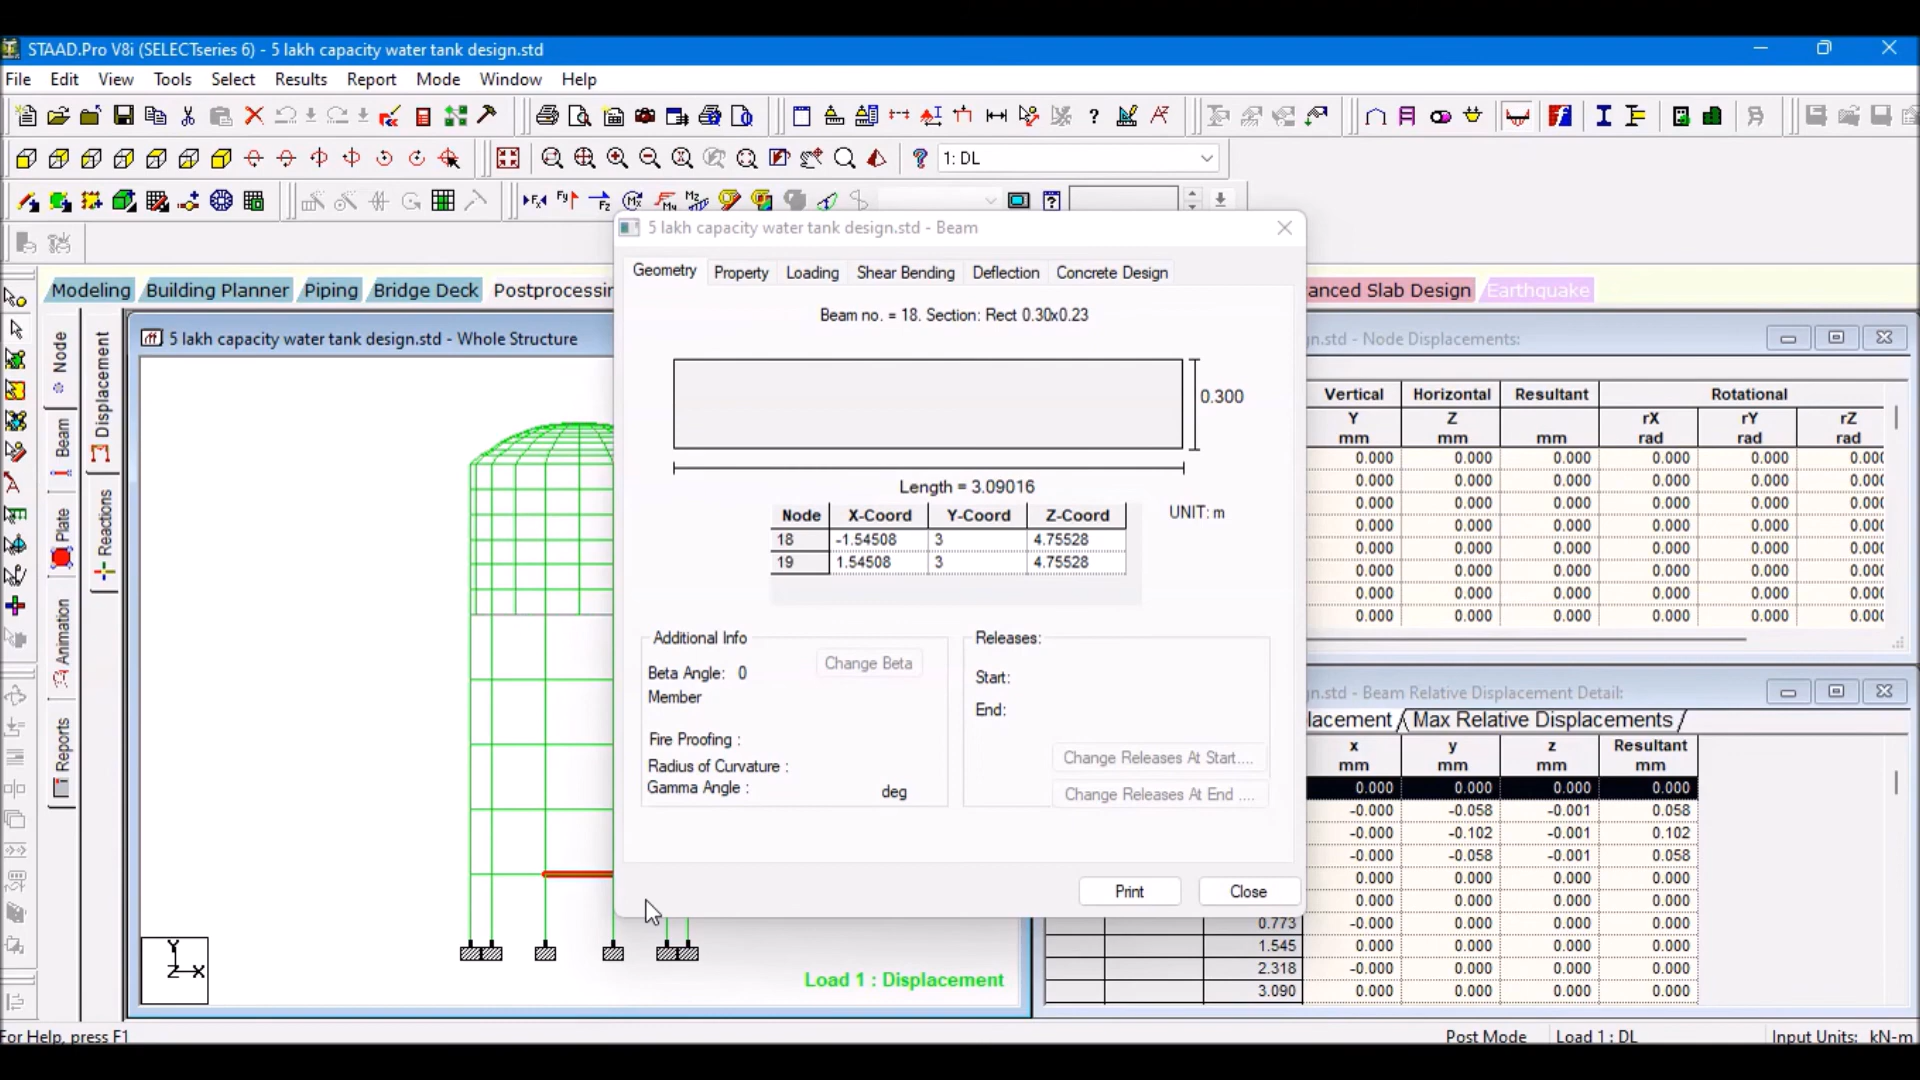 STAAD.Pro V8i (SELECTseries 6) - 5 lakh capacity water tank design.std
File Edit View Tools Select Results Report Mode Window Help
1: DL
5 lakh capacity water tank design.std - Beam
Geometry Property Loading Shear Bending Deflection Concrete Design
Modeling Building Planner Piping Bridge Deck Postprocessin
anced Slab Design Earthquake
Beam no. = 18. Section: Rect 0.30x0.23
5 lakh capacity water tank design.std - Whole Structure
n.std - Node Displacements:
Node
Beam
Plate
Animation
Reports
Displacement
Reactions
0.300
Length = 3.09016
UNIT: m
Node X-Coord Y-Coord Z-Coord
18 -1.54508 3 4.75528
19 1.54508 3 4.75528
Additional Info
Beta Angle: 0
Change Beta
Member
Fire Proofing :
Radius of Curvature :
Gamma Angle : deg
Releases:
Start:
End:
Change Releases At Start....
Change Releases At End ....
Print Close
Vertical Horizontal Resultant Rotational
Y Z rX rY rZ
mm mm mm rad rad rad
0.000 0.000 0.000 0.000 0.000 0.000
0.000 0.000 0.000 0.000 0.000 0.000
0.000 0.000 0.000 0.000 0.000 0.000
0.000 0.000 0.000 0.000 0.000 0.000
0.000 0.000 0.000 0.000 0.000 0.000
0.000 0.000 0.000 0.000 0.000 0.000
0.000 0.000 0.000 0.000 0.000 0.000
0.000 0.000 0.000 0.000 0.000 0.000
n.std - Beam Relative Displacement Detail:
lacement Max Relative Displacements
x y z Resultant
mm mm mm mm
0.000 0.000 0.000 0.000
-0.000 -0.058 -0.001 0.058
-0.000 -0.102 -0.001 0.102
-0.000 -0.058 -0.001 0.058
0.000 0.000 0.000 0.000
0.000 0.000 0.000 0.000
0.773 -0.000 0.000 0.000 0.000
1.545 -0.000 0.000 0.000 0.000
2.318 -0.000 0.000 0.000 0.000
3.090 0.000 0.000 0.000 0.000
Y
Z X
Load 1 : Displacement
For Help, press F1
Post Mode Load 1 : DL Input Units: kN-m